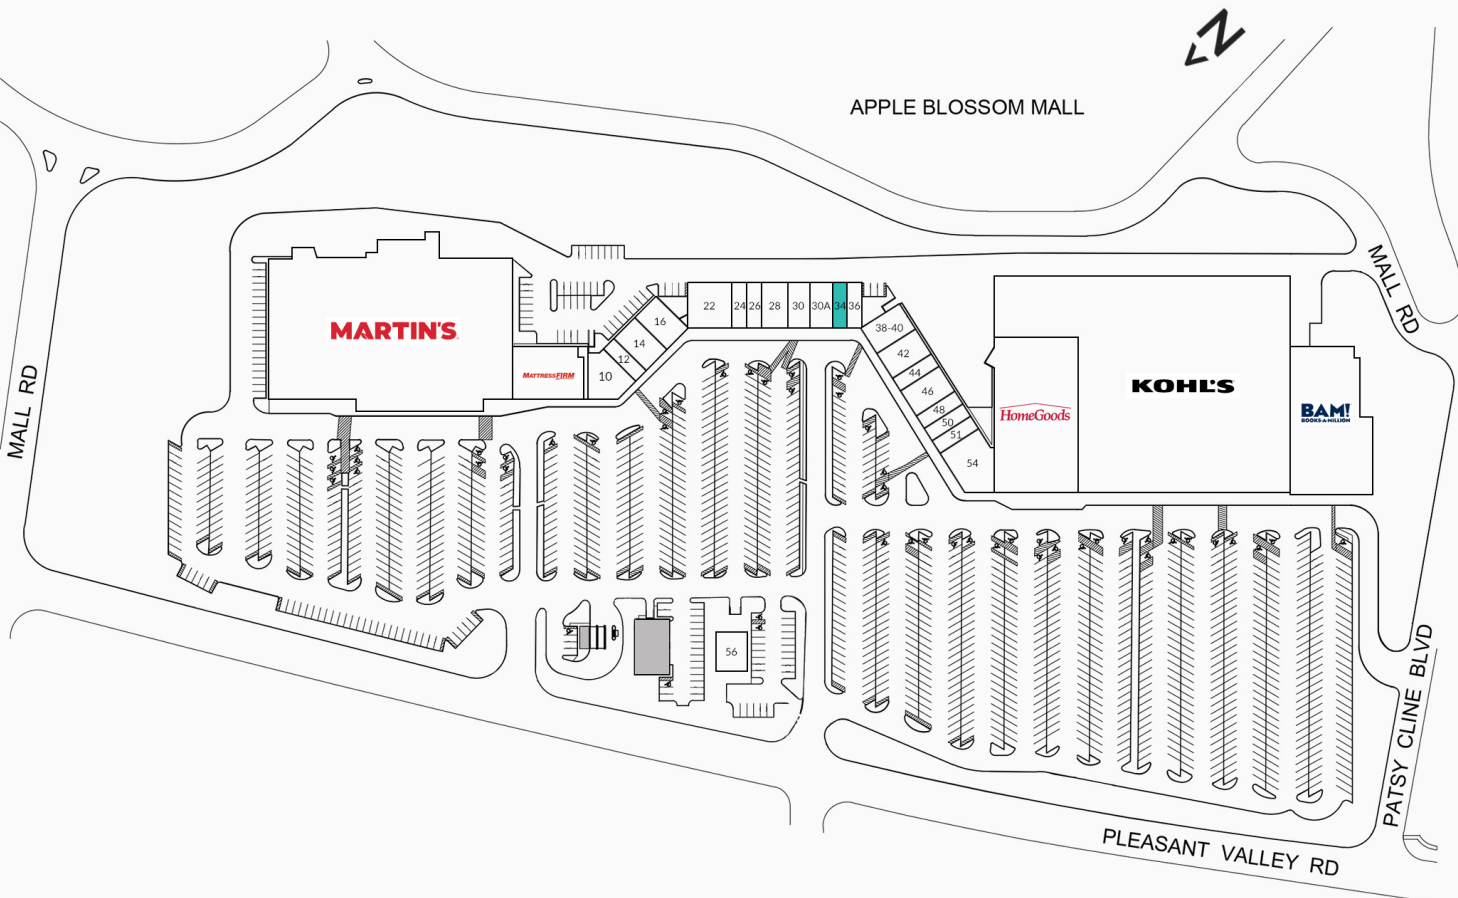 N
APPLE BLOSSOM MALL
MALL RD
MALL RD
MARTIN'S
MATTRESSFIRM
10
12
14
16
22
24
26
28
30
30A
34
36
38-40
42
44
46
48
50
51
54
HomeGoods
KOHL'S
BAM!
BOOKS-A-MILLION
56
PATSY CLINE BLVD
PLEASANT VALLEY RD